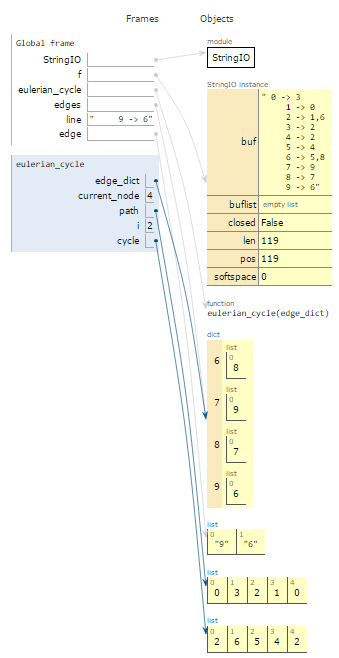 Frames Objects
Global frame
StringIO
f
eulerian_cycle
edges
line "     9 -> 6"
edge
eulerian_cycle
edge_dict
current_node 4
path
i 2
cycle
module
StringIO
StringIO instance
buf " 0 -> 3
1 -> 0
2 -> 1,6
3 -> 2
4 -> 2
5 -> 4
6 -> 5,8
7 -> 9
8 -> 7
9 -> 6"
buflist empty list
closed False
len 119
pos 119
softspace 0
function
eulerian_cycle(edge_dict)
dict
list
0
6 8
list
0
7 9
list
0
8 7
list
0
9 6
list
0 1
"9" "6"
list
0 1 2 3 4
0 3 2 1 0
list
0 1 2 3 4
2 6 5 4 2